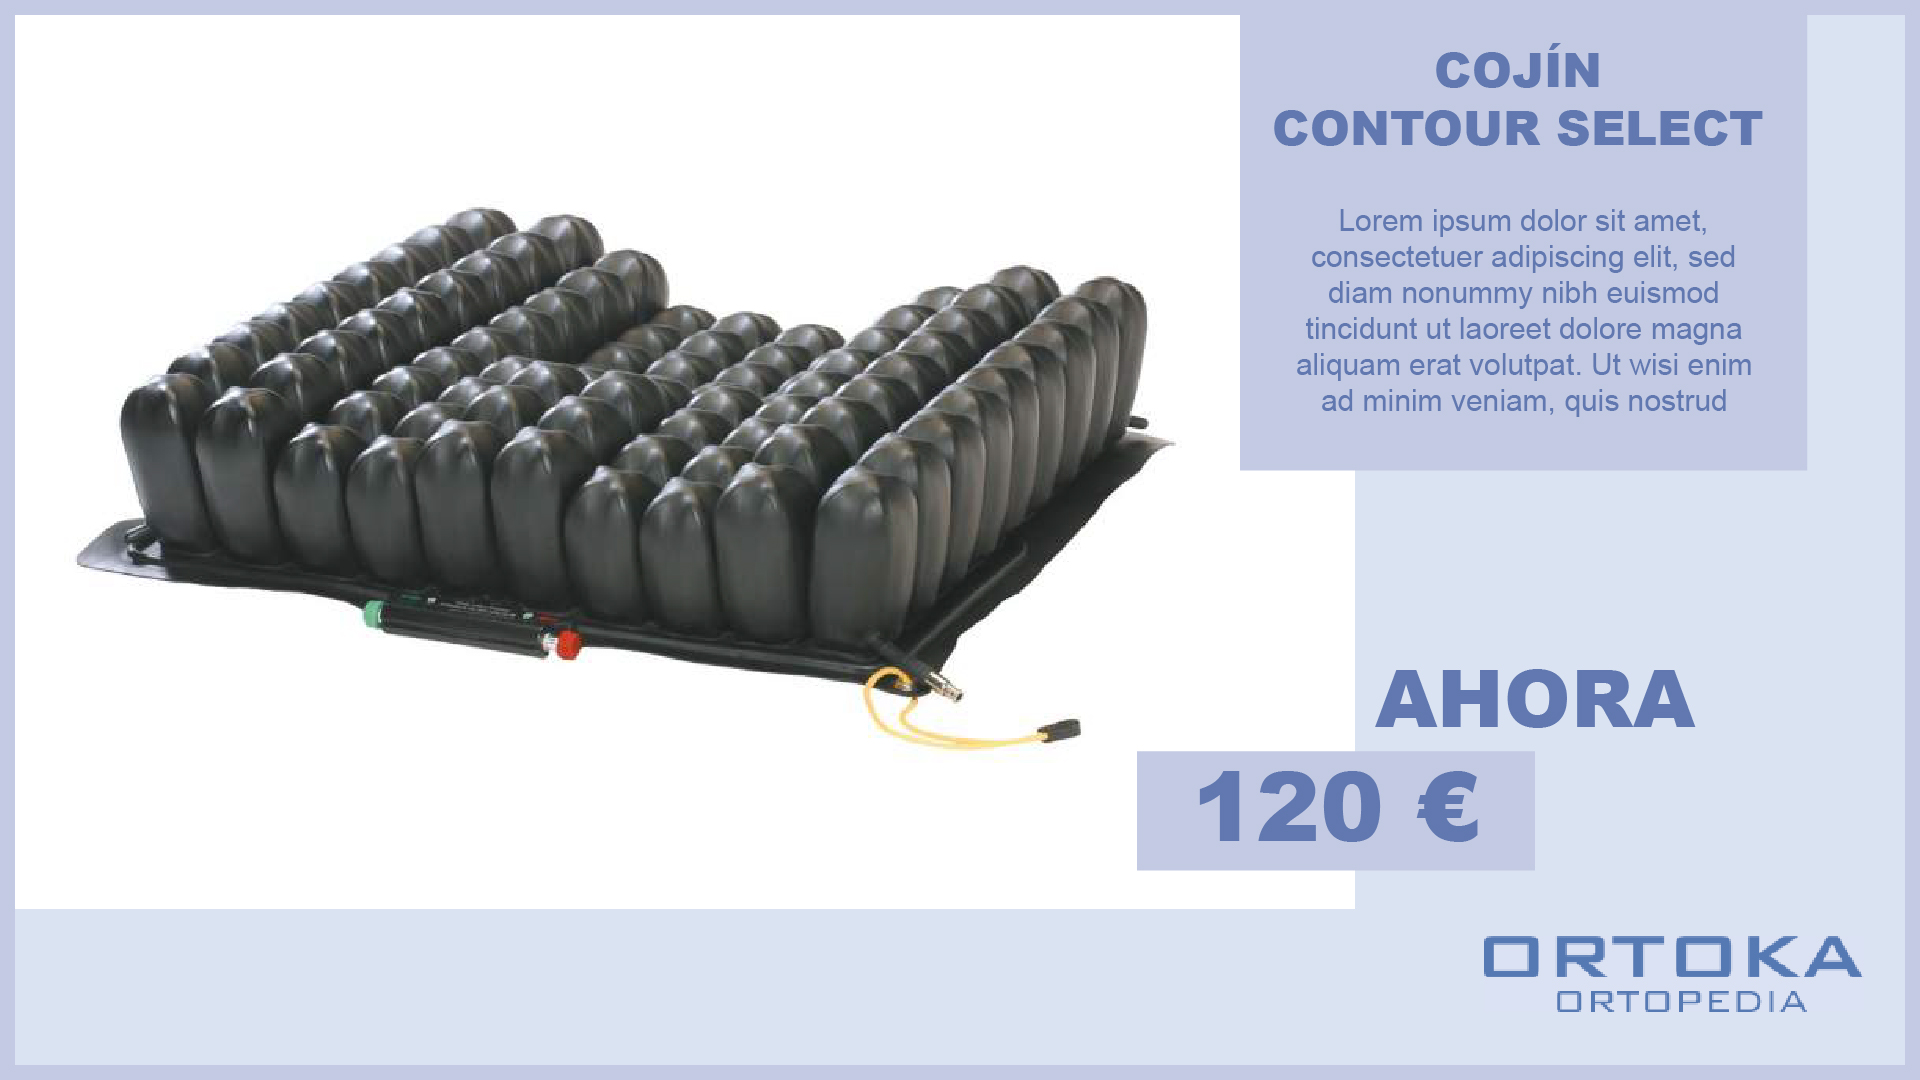 COJÍN
CONTOUR SELECT
Lorem ipsum dolor sit amet,
consectetuer adipiscing elit, sed
diam nonummy nibh euismod
tincidunt ut laoreet dolore magna
aliquam erat volutpat. Ut wisi enim
ad minim veniam, quis nostrud
AHORA
120 €
ORTOKA
ORTOPEDIA